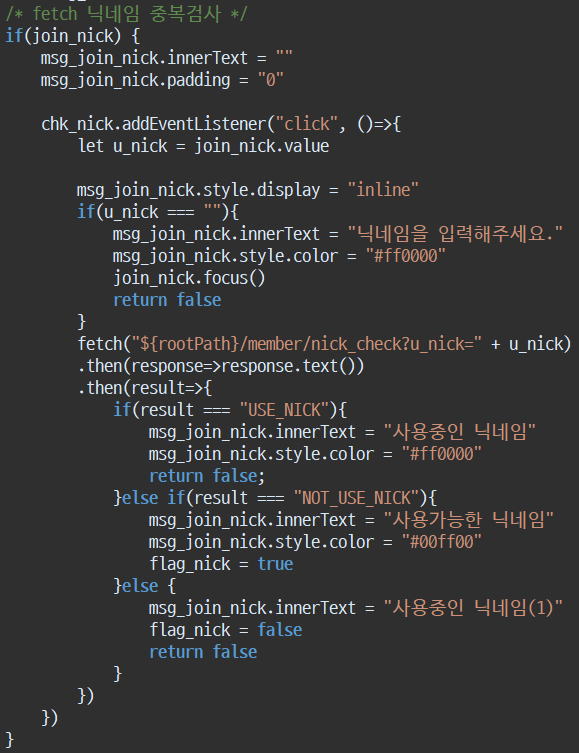 /* fetch 닉네임 중복검사 */
if(join_nick) {
    msg_join_nick.innerText = ""
    msg_join_nick.padding = "0"

    chk_nick.addEventListener("click", ()=>{
        let u_nick = join_nick.value

        msg_join_nick.style.display = "inline"
        if(u_nick === ""){
            msg_join_nick.innerText = "닉네임을 입력해주세요."
            msg_join_nick.style.color = "#ff0000"
            join_nick.focus()
            return false
        }
        fetch("${rootPath}/member/nick_check?u_nick=" + u_nick)
        .then(response=>response.text())
        .then(result=>{
            if(result === "USE_NICK"){
                msg_join_nick.innerText = "사용중인 닉네임"
                msg_join_nick.style.color = "#ff0000"
                return false;
            }else if(result === "NOT_USE_NICK"){
                msg_join_nick.innerText = "사용가능한 닉네임"
                msg_join_nick.style.color = "#00ff00"
                flag_nick = true
            }else {
                msg_join_nick.innerText = "사용중인 닉네임(1)"
                flag_nick = false
                return false
            }
        })
    })
}